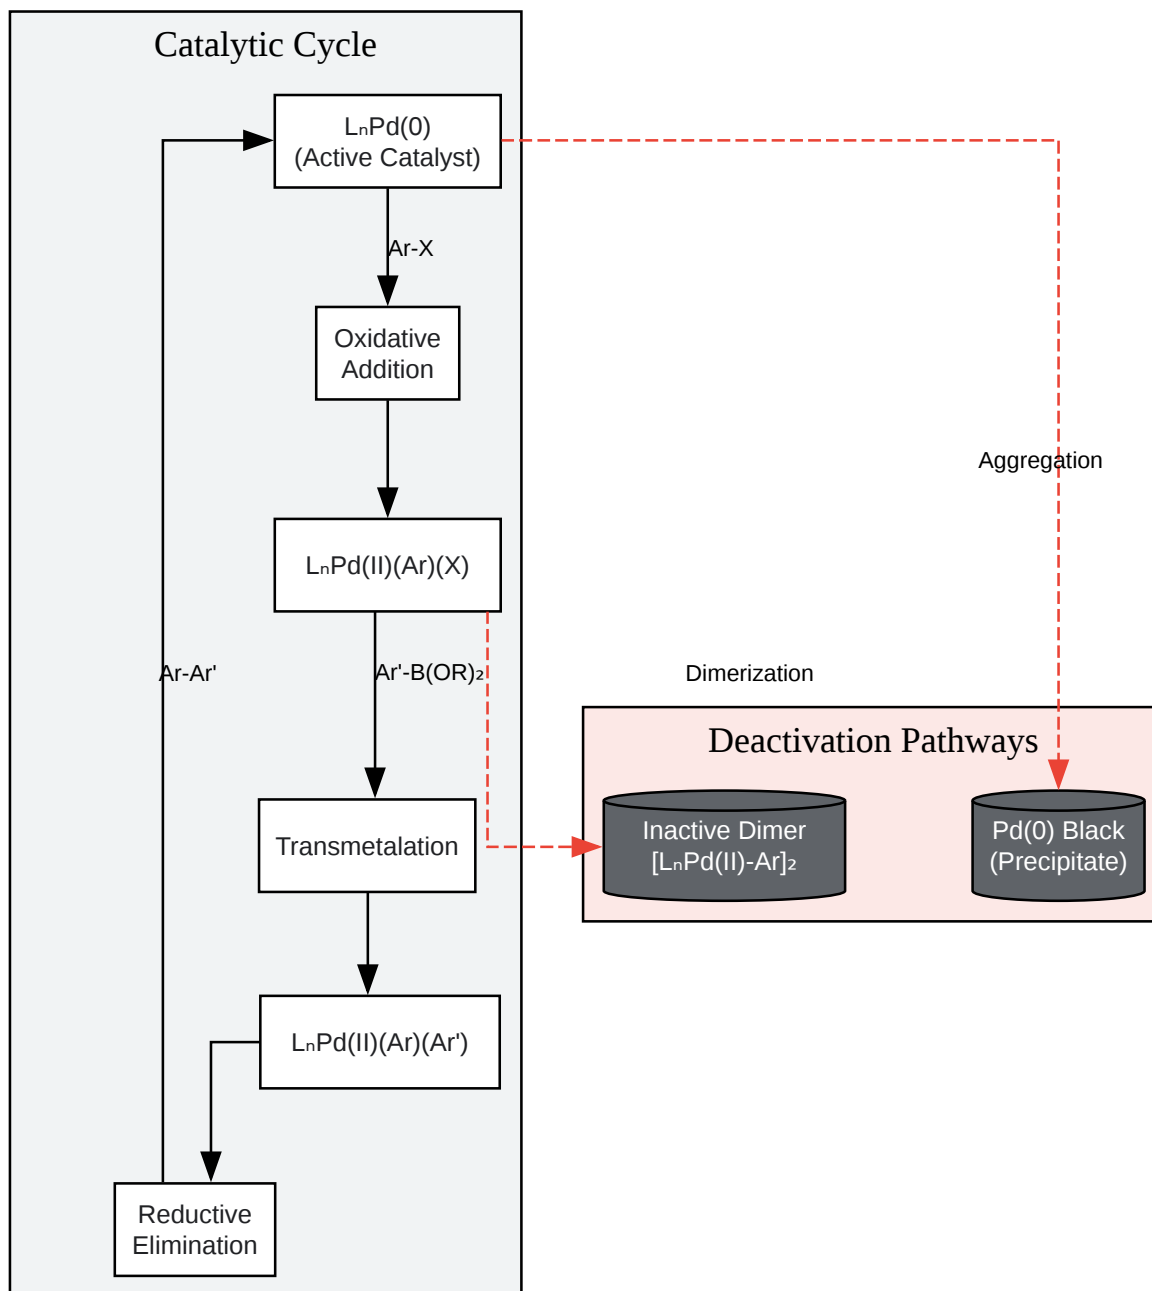 Catalytic Cycle
LₙPd(0)
(Active Catalyst)
Ar-X
Oxidative
Addition
LₙPd(II)(Ar)(X)
Aggregation
Ar-Ar'
Ar'-B(OR)₂
Dimerization
Deactivation Pathways
Transmetalation
Inactive Dimer
[LₙPd(II)-Ar]₂
Pd(0) Black
(Precipitate)
LₙPd(II)(Ar)(Ar')
Reductive
Elimination